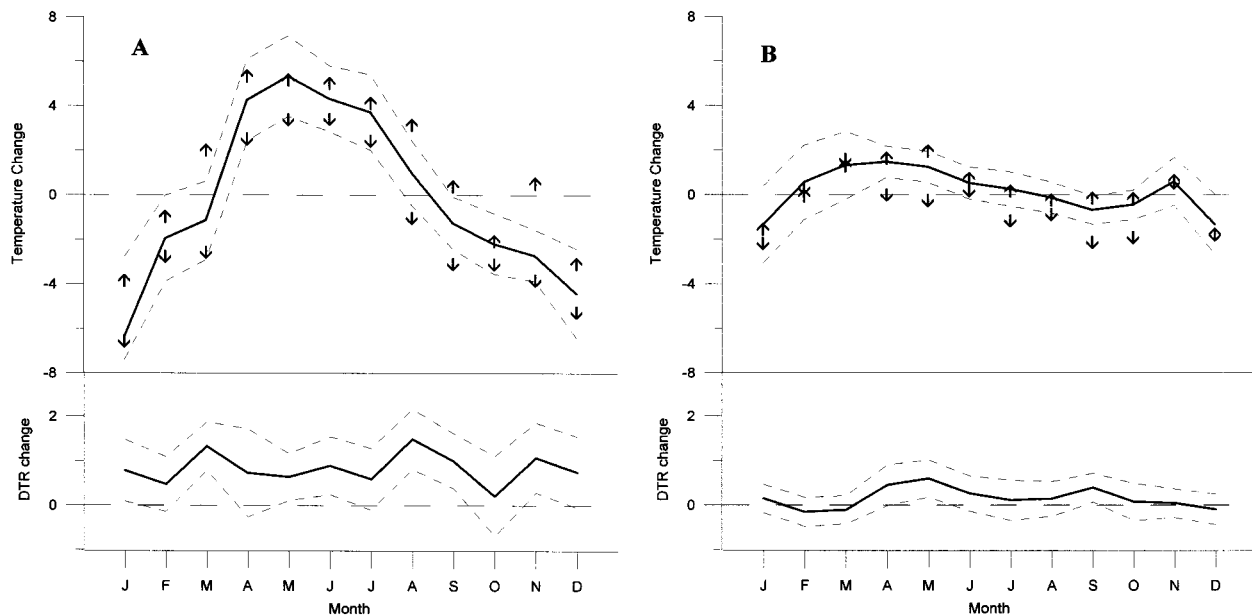 A
8
4
0
-4
-8
Temperature Change
2
0
DTR change
J F M A M J J A S O N D
Month
B
8
4
0
-4
-8
Temperature Change
2
0
DTR change
J F M A M J J A S O N D
Month